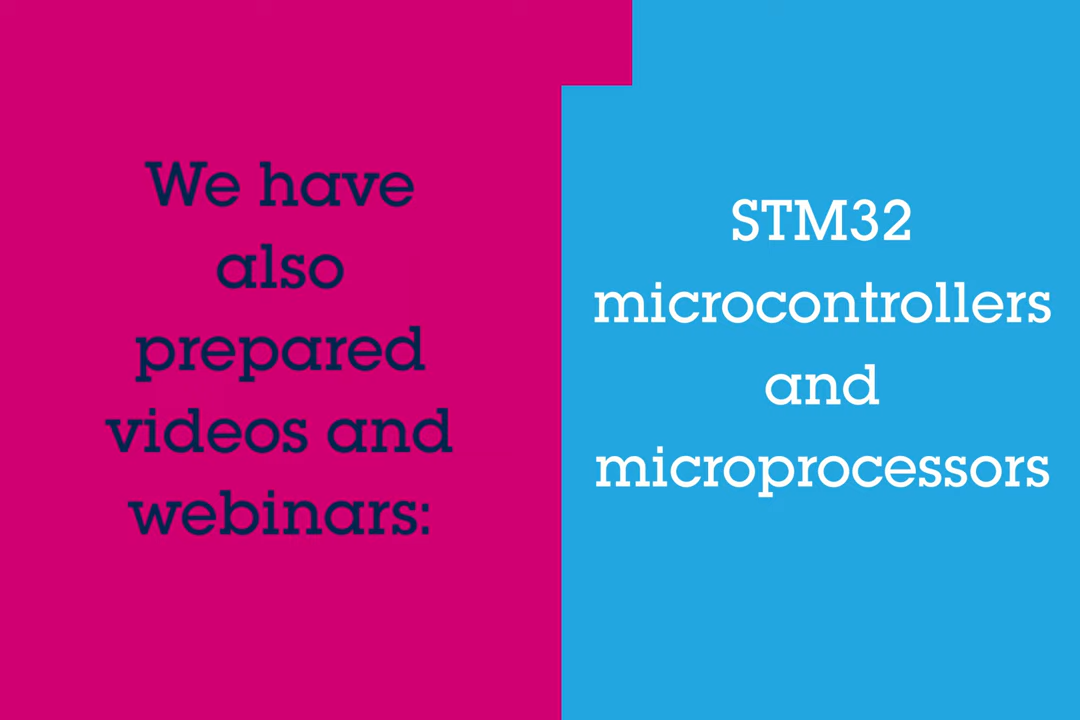 We have
also
prepared
videos and
webinars:
STM32
microcontrollers
and
microprocessors